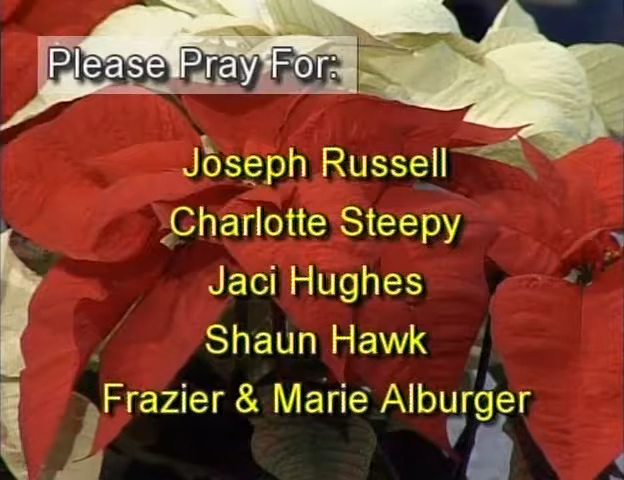 Please Pray For:
Joseph Russell
Charlotte Steepy
Jaci Hughes
Shaun Hawk
Frazier & Marie Alburger